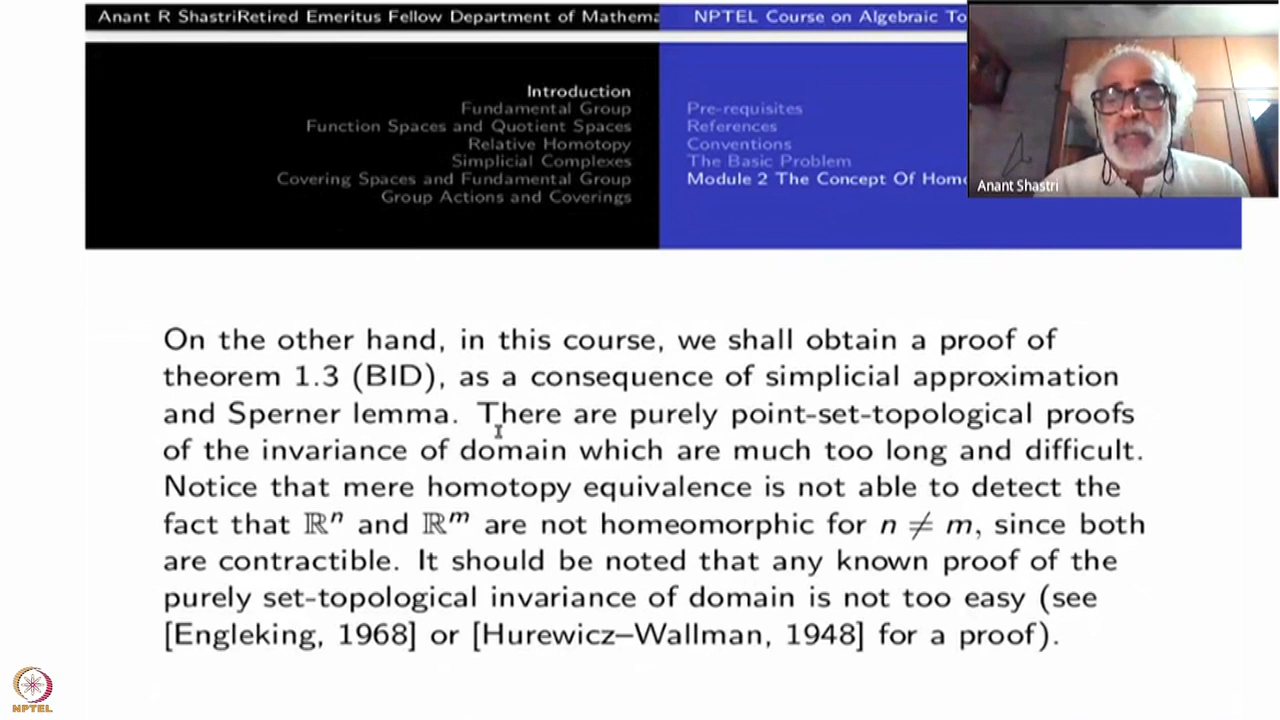 Anant R ShastriRetired Emeritus Fellow Department of Mathema
NPTEL Course on Algebraic To
Introduction
Fundamental Group
Function Spaces and Quotient Spaces
Relative Homotopy
Simplicial Complexes
Covering Spaces and Fundamental Group
Group Actions and Coverings
Pre-requisites
References
Conventions
The Basic Problem
Module 2 The Concept Of Home
Anant Shastri
On the other hand, in this course, we shall obtain a proof of
theorem 1.3 (BID), as a consequence of simplicial approximation
and Sperner lemma. There are purely point-set-topological proofs
of the invariance of domain which are much too long and difficult.
Notice that mere homotopy equivalence is not able to detect the
fact that ℝⁿ and ℝᵐ are not homeomorphic for n ≠ m, since both
are contractible. It should be noted that any known proof of the
purely set-topological invariance of domain is not too easy (see
[Engleking, 1968] or [Hurewicz–Wallman, 1948] for a proof).
NPTEL